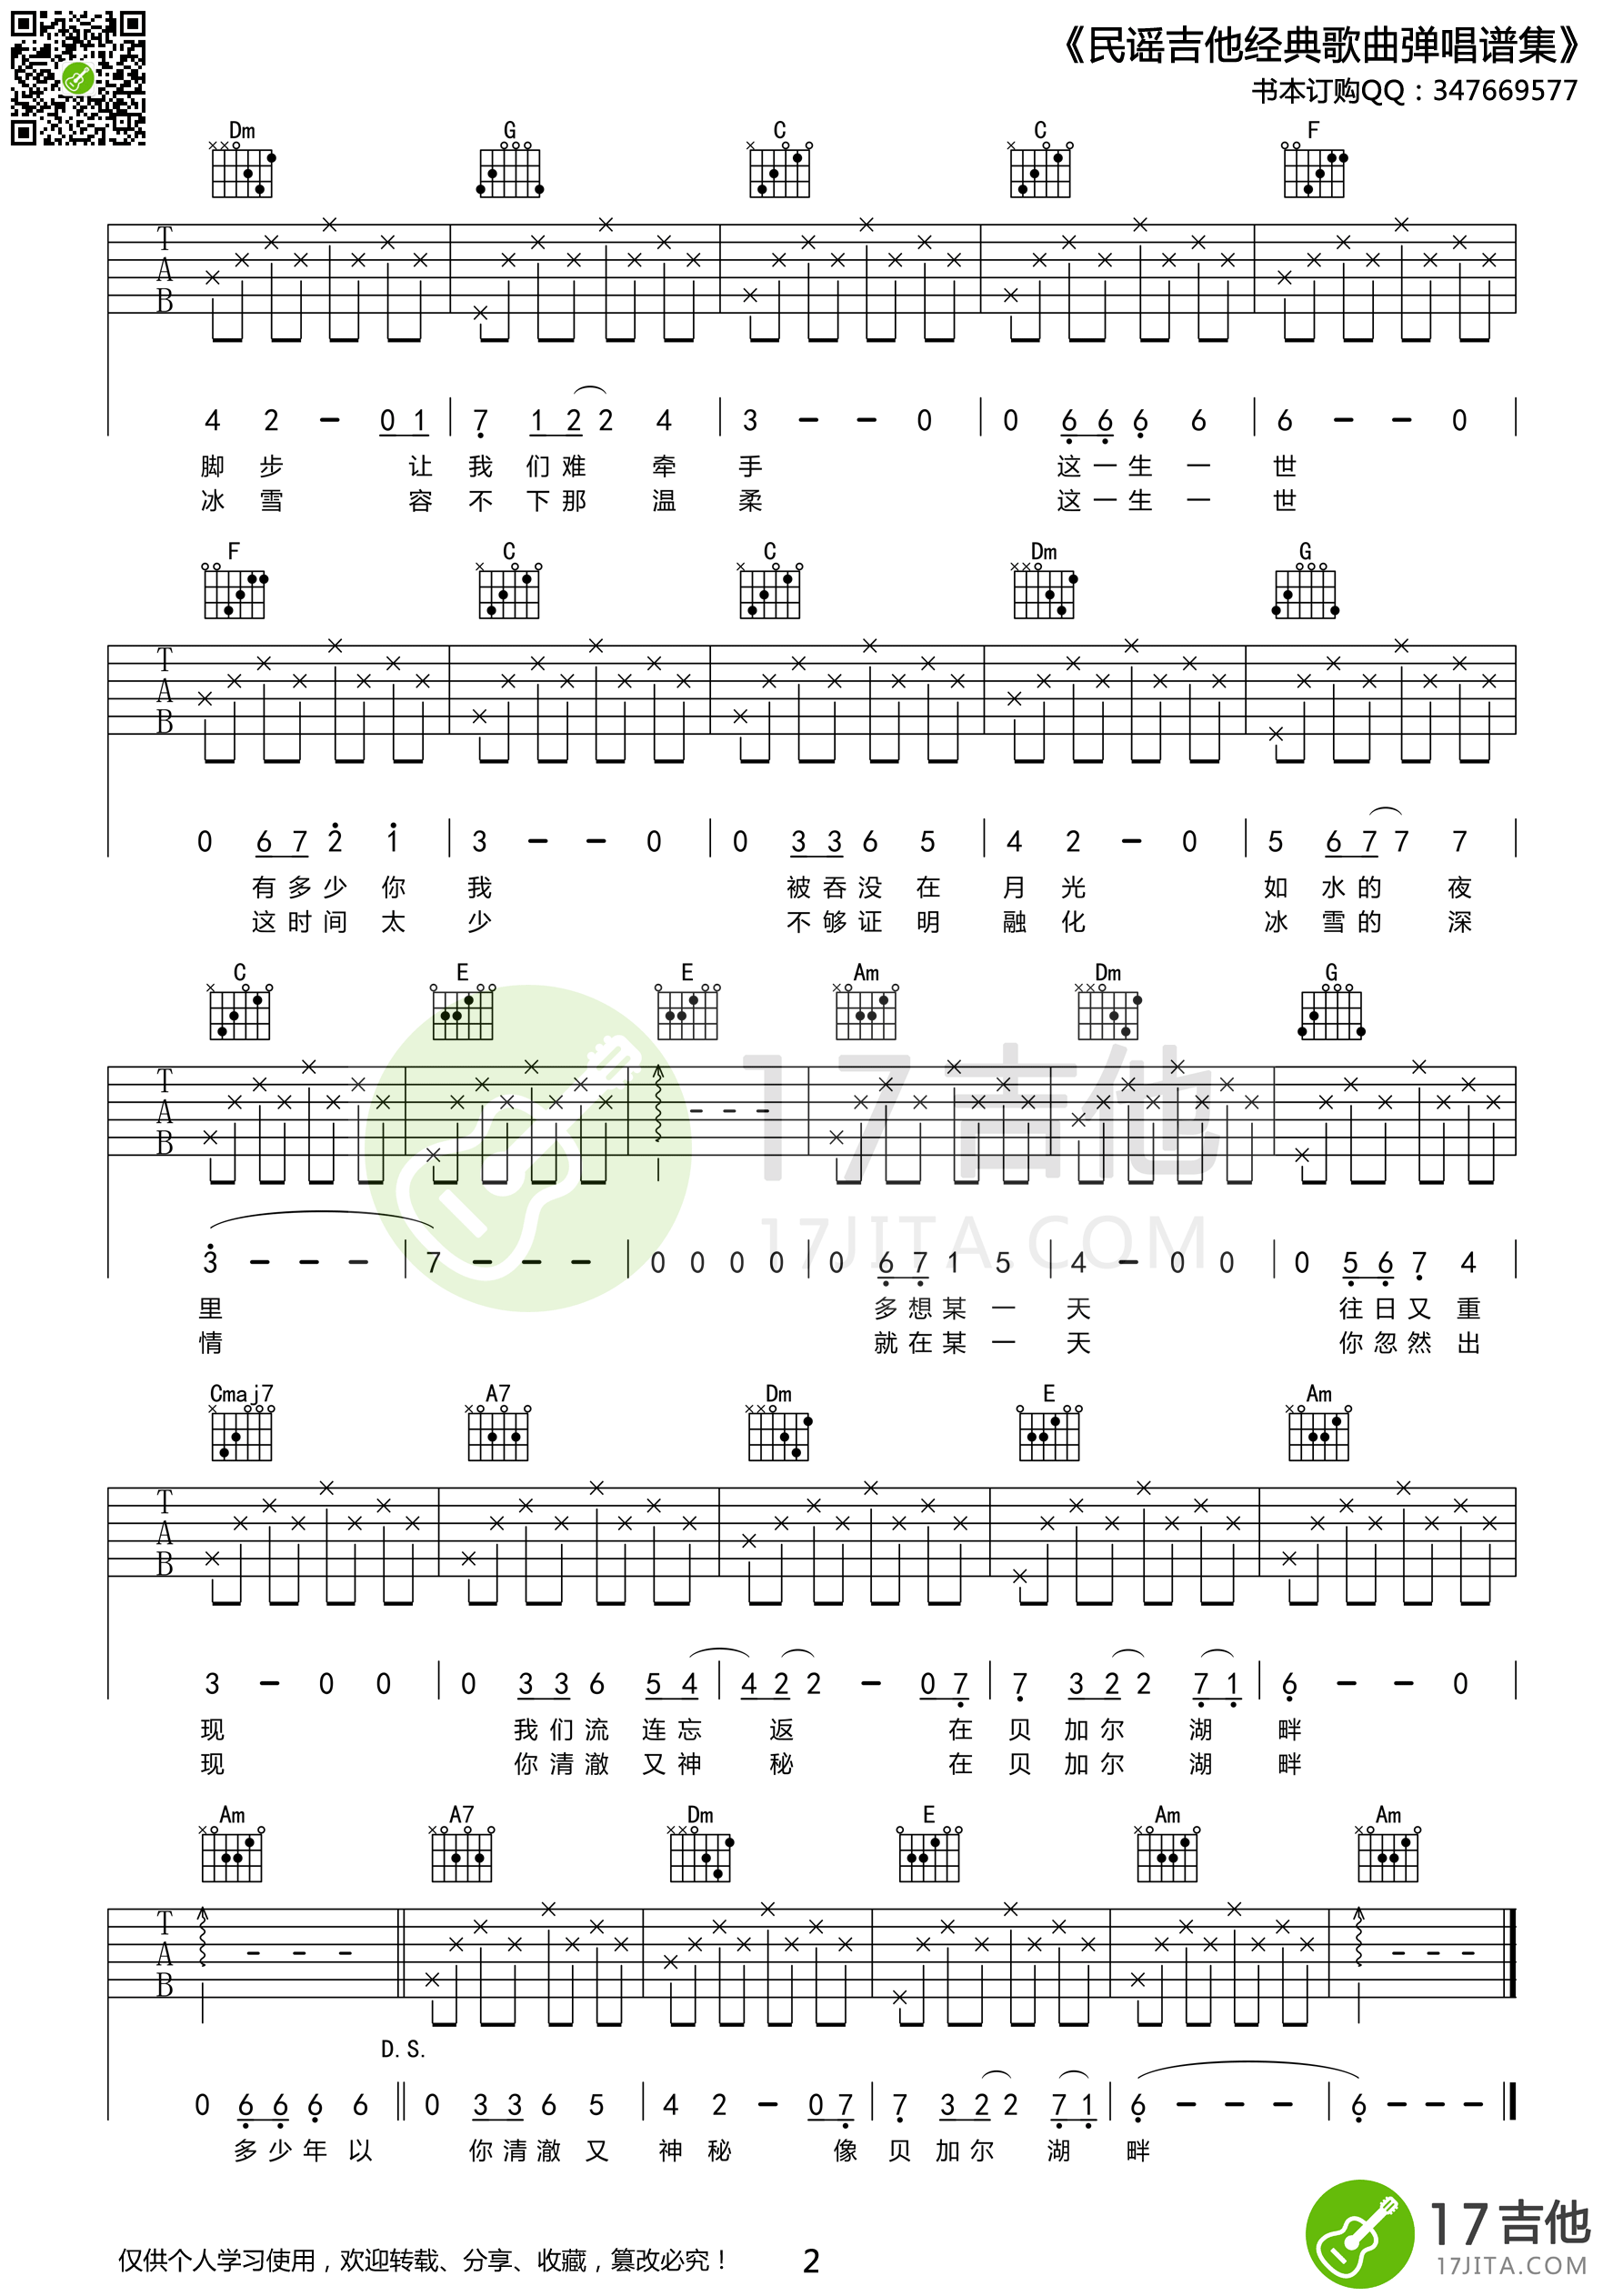 《民谣吉他经典歌曲弹唱谱集》
书本订购QQ：347669577
Dm G C C F
T
A
B
4 2 － 0 1 | 7 1 2 2 4 | 3 － － 0 | 0 6 6 6 6 | 6 － － 0 |
脚 步 让 我 们 难 牵 手 这 一 生 一 世
冰 雪 容 不 下 那 温 柔 这 一 生 一 世
F C C Dm G
T
A
B
0 6 7 2 1 | 3 － － 0 | 0 3 3 6 5 | 4 2 － 0 | 5 6 7 7 7 |
有 多 少 你 我 被 吞 没 在 月 光 如 水 的 夜
这 时 间 太 少 不 够 证 明 融 化 冰 雪 的 深
C E E Am Dm G
T
A
B
3 － － － | 7 － － － | 0 0 0 0 | 0 6 7 1 5 | 4 － 0 0 | 0 5 6 7 4 |
里 多 想 某 一 天 往 日 又 重
情 就 在 某 一 天 你 忽 然 出
17吉他
17JITA.COM
Cmaj7 A7 Dm E Am
T
A
B
3 － 0 0 | 0 3 3 6 5 4 | 4 2 2 － 0 7 | 7 3 2 2 7 1 | 6 － － 0 |
现 我 们 流 连 忘 返 在 贝 加 尔 湖 畔
现 你 清 澈 又 神 秘 在 贝 加 尔 湖 畔
Am A7 Dm E Am Am
T
A
B
D.S.
0 6 6 6 6 || 0 3 3 6 5 | 4 2 － 0 7 | 7 3 2 2 7 1 | 6 － － － | 6 － － － ||
多 少 年 以 你 清 澈 又 神 秘 像 贝 加 尔 湖 畔
仅供个人学习使用，欢迎转载、分享、收藏，篡改必究！
2
17吉他
17JITA.COM